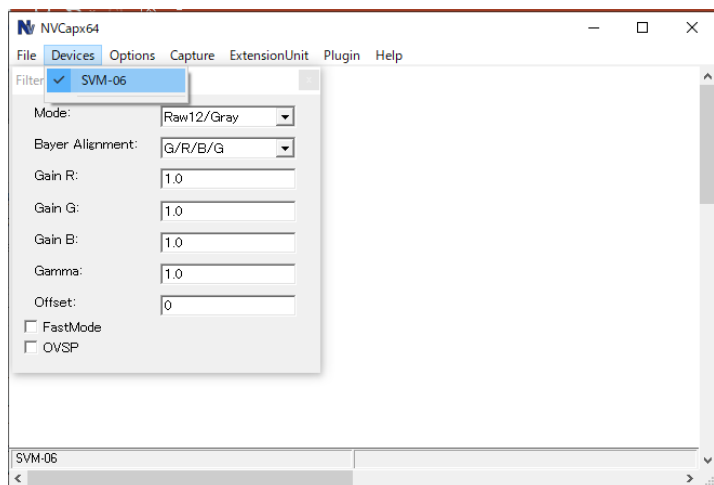 NVCapx64
File Devices Options Capture ExtensionUnit Plugin Help
SVM-06
Filter
Mode: Raw12/Gray
Bayer Alignment: G/R/B/G
Gain R: 1.0
Gain G: 1.0
Gain B: 1.0
Gamma: 1.0
Offset: 0
FastMode
OVSP
SVM-06